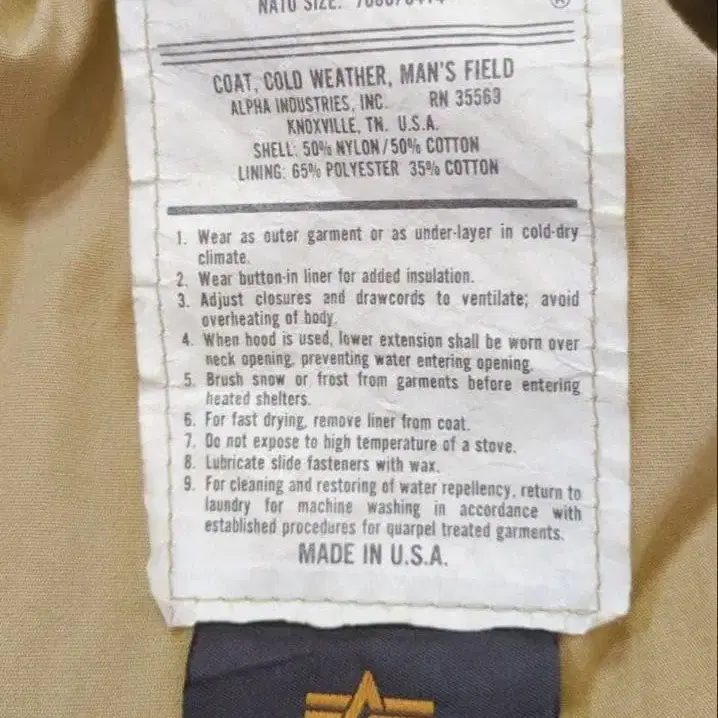 NATO SIZE:
®
COAT, COLD WEATHER, MAN'S FIELD
ALPHA INDUSTRIES, INC. RN 35569
KNOXVILLE, TN. U.S.A.
SHELL: 50% NYLON/50% COTTON
LINING: 65% POLYESTER 35% COTTON
1. Wear as outer garment or as under-layer in cold-dry
climate.
2. Wear button-in liner for added insulation.
3. Adjust closures and drawcords to ventilate; avoid
overheating of body.
4. When hood is used, lower extension shall be worn over
neck opening, preventing water entering opening.
5. Brush snow or frost from garments before entering
heated shelters.
6. For fast drying, remove liner from coat.
7. Do not expose to high temperature of a stove.
8. Lubricate slide fasteners with wax.
9. For cleaning and restoring of water repellency, return to
laundry for machine washing in accordance with
established procedures for quarpel treated garments.
MADE IN U.S.A.